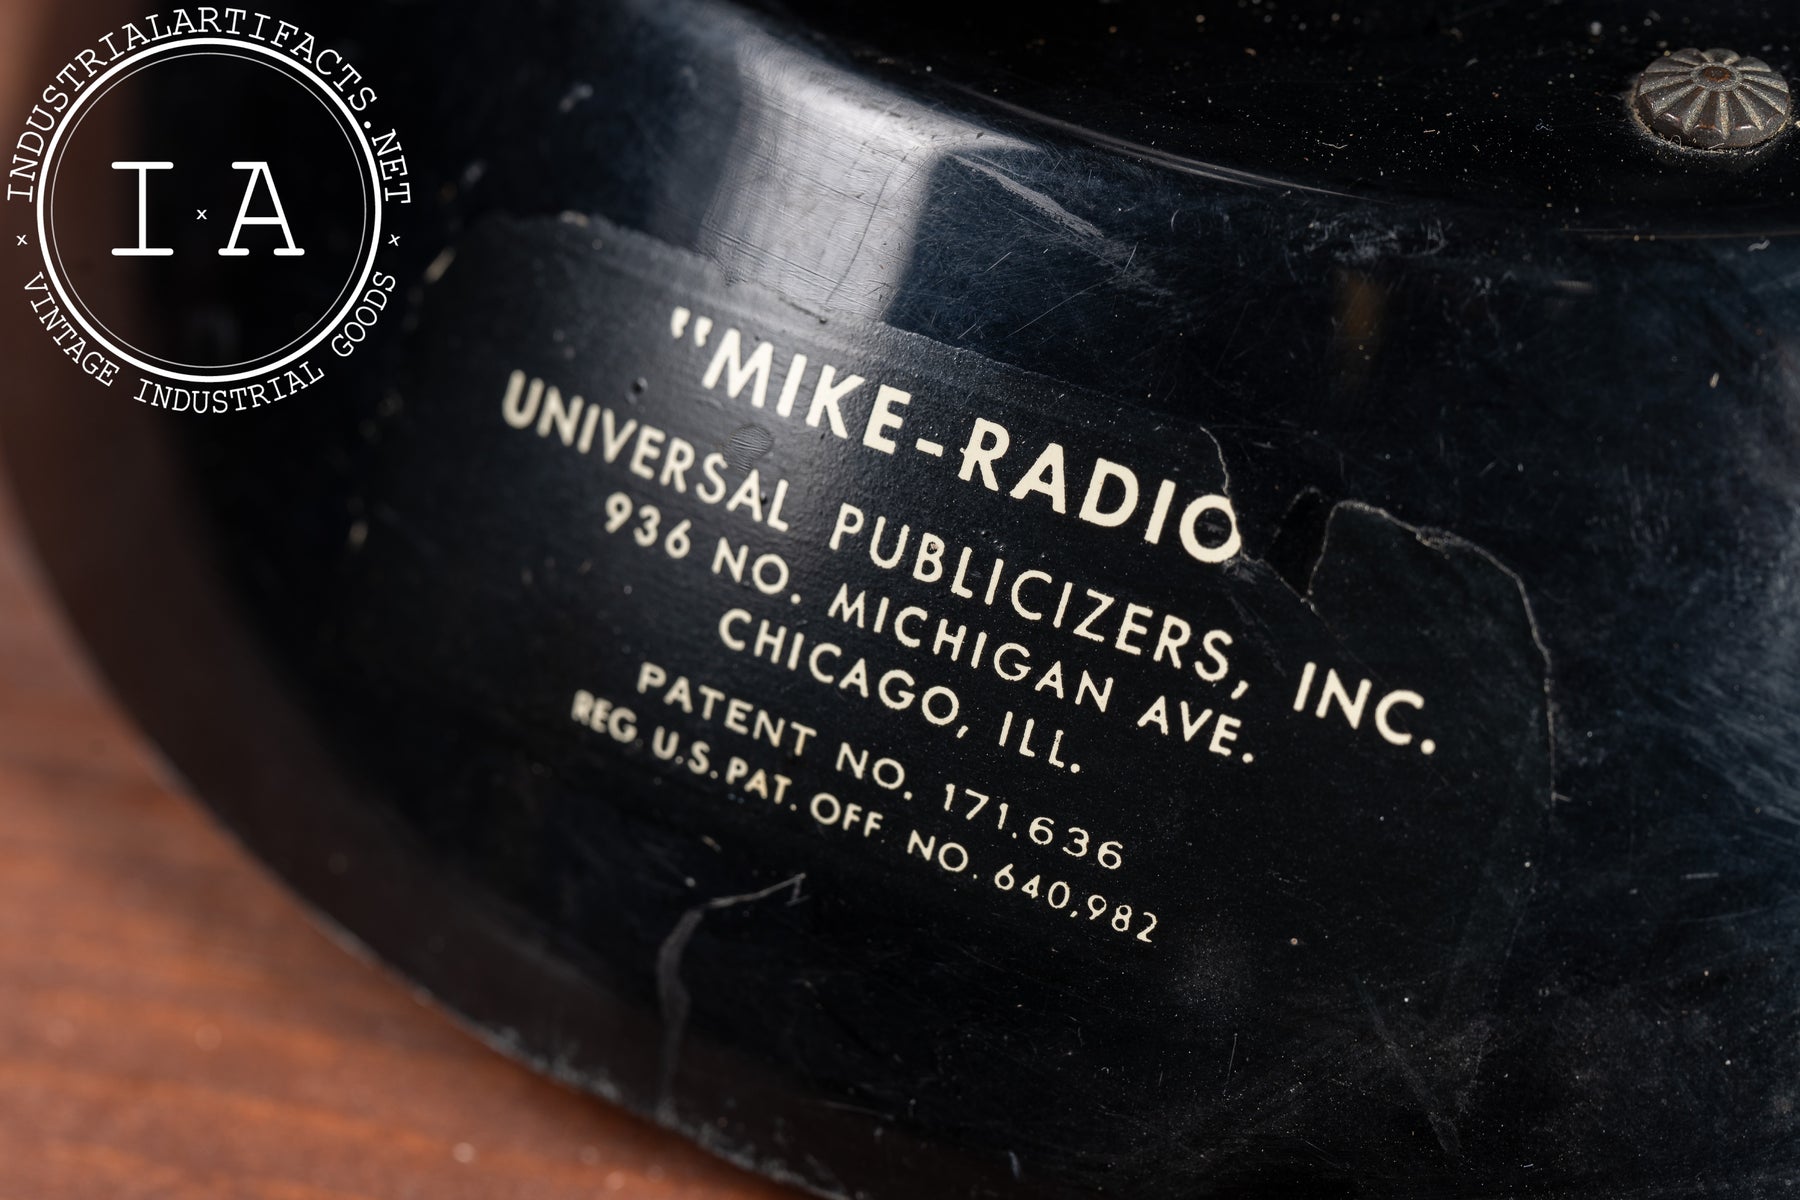 INDUSTRIALARTIFACTS.NET
I x A
x VINTAGE INDUSTRIAL GOODS x
"MIKE-RADIO
UNIVERSAL PUBLICIZERS, INC.
936 NO. MICHIGAN AVE.
CHICAGO, ILL.
PATENT NO. 171.636
REG. U.S. PAT. OFF. NO. 640,982